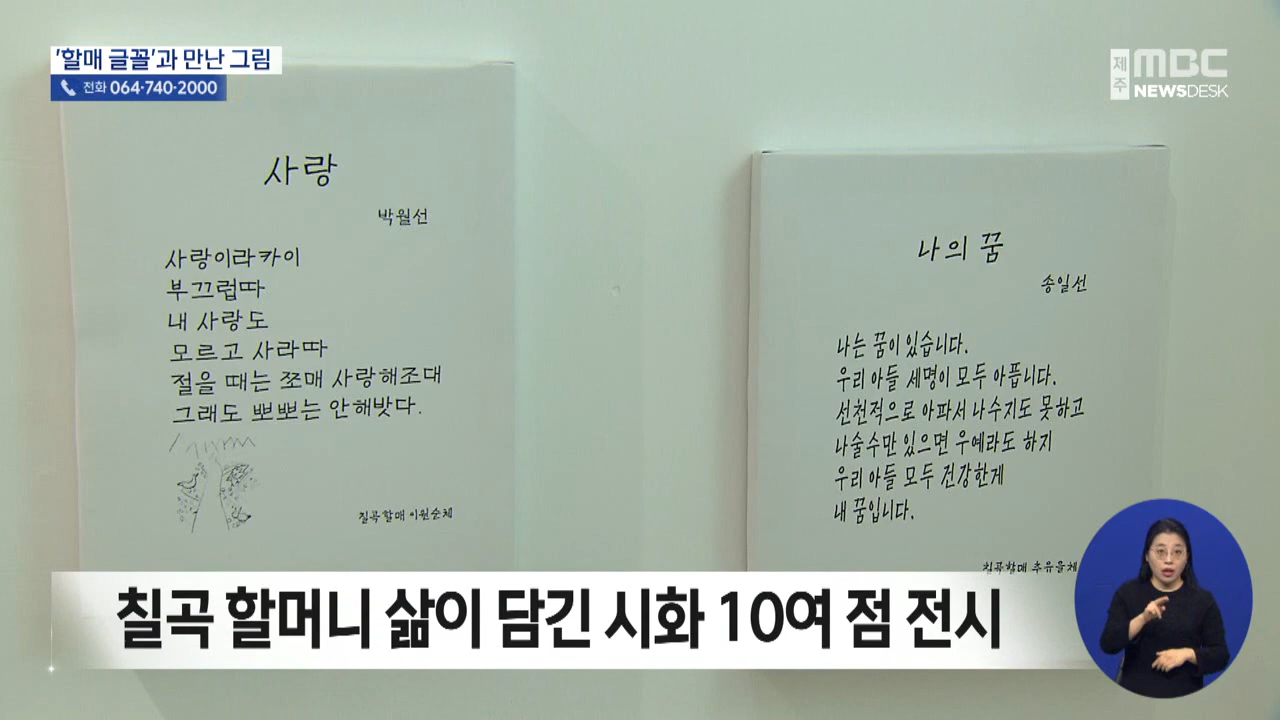 '할매 글꼴'과 만난 그림
전화 064·740·2000
제주 MBC
NEWSDESK
사랑
박월선
사랑이라카이
부끄럽따
내 사랑도
모르고 사라따
절을 때는 쪼매 사랑해조대
그래도 뽀뽀는 안해밧다.
칠곡할매 이원순체
나의 꿈
송일선
나는 꿈이 있습니다.
우리 아들 세명이 모두 아픕니다.
선천적으로 아파서 나수지도 못하고
나술수만 있으면 우예라도 하지
우리 아들 모두 건강한게
내 꿈입니다.
칠곡할매 추유을체
칠곡 할머니 삶이 담긴 시화 10여 점 전시